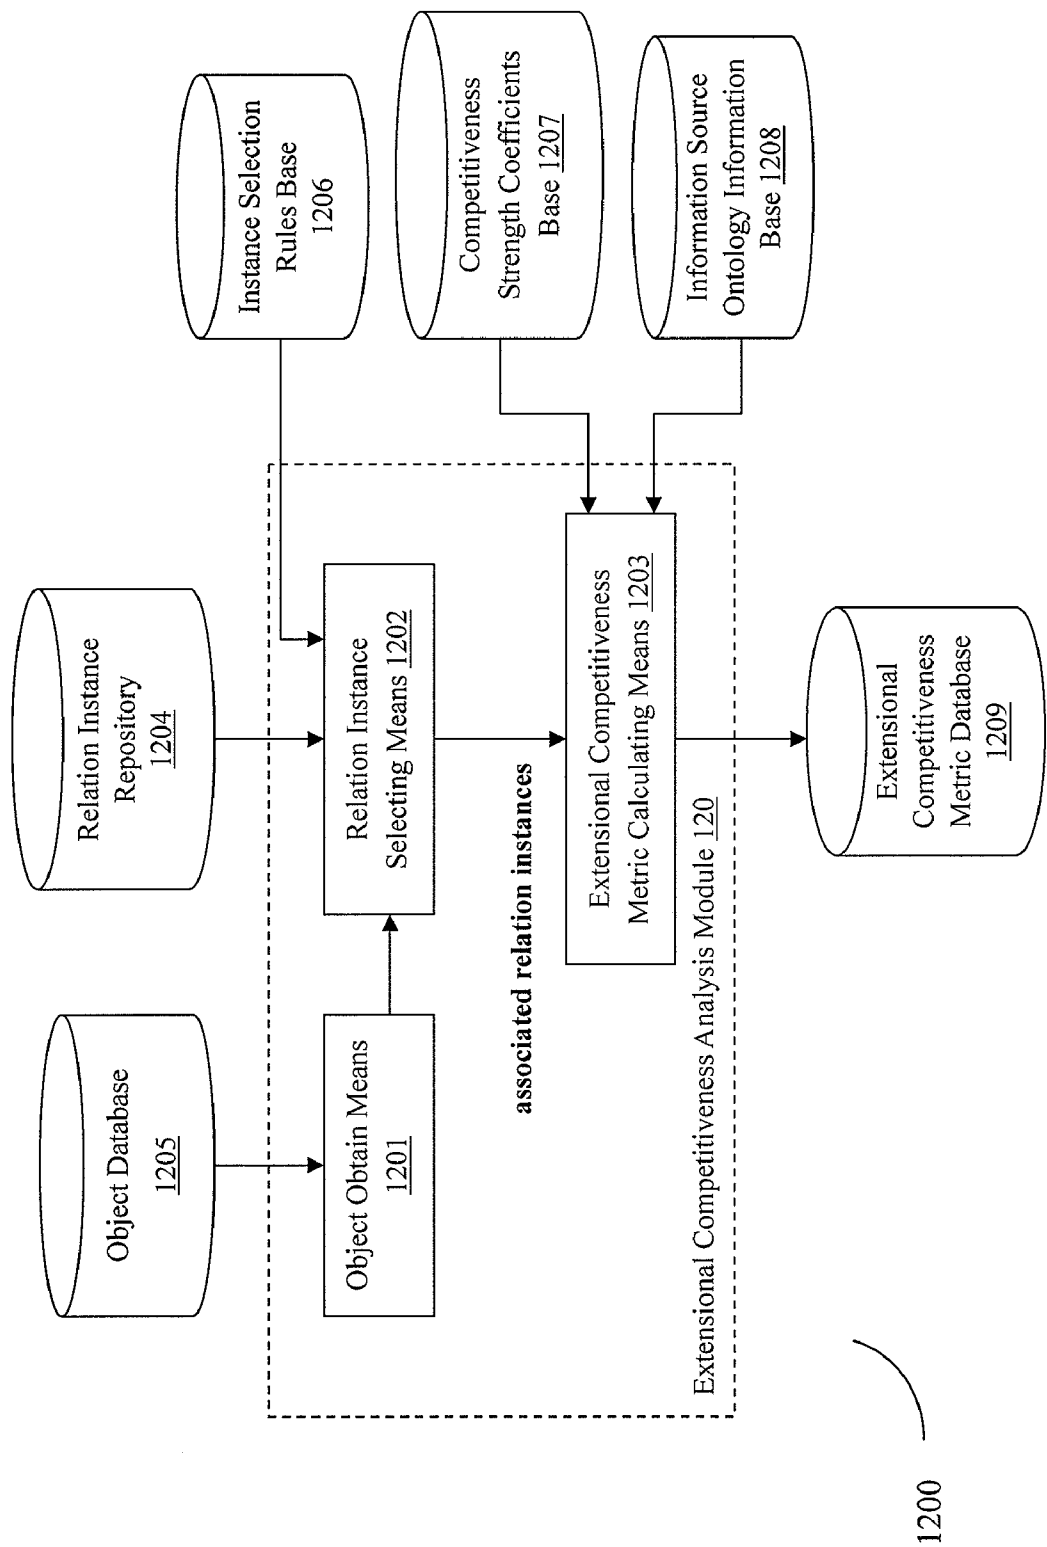 Object Database
1205
Relation Instance
Repository
1204
Instance Selection
Rules Base
1206
Object Obtain Means
1201
Relation Instance
Selecting Means 1202
Competitiveness
Strength Coefficients
Base 1207
associated relation instances
Extensional Competitiveness
Metric Calculating Means 1203
Information Source
Ontology Information
Base 1208
Extensional Competitiveness Analysis Module 120
Extensional
Competitiveness
Metric Database
1209
1200